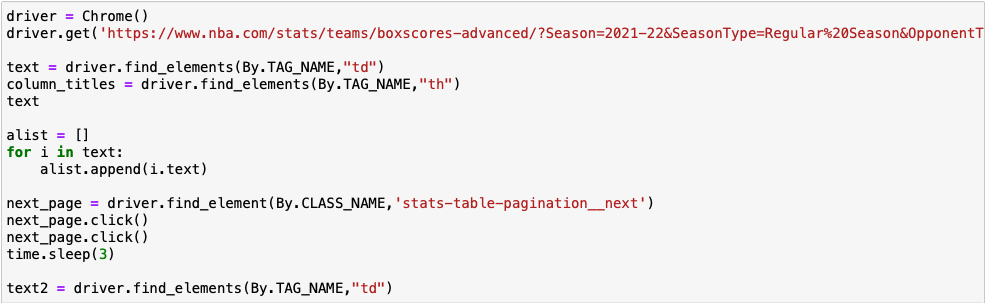 driver = Chrome()
driver.get('https://www.nba.com/stats/teams/boxscores-advanced/?Season=2021-22&SeasonType=Regular%20Season&OpponentT
text = driver.find_elements(By.TAG_NAME,"td")
column_titles = driver.find_elements(By.TAG_NAME,"th")
text
alist = []
for i in text:
    alist.append(i.text)
next_page = driver.find_element(By.CLASS_NAME,'stats-table-pagination__next')
next_page.click()
next_page.click()
time.sleep(3)
text2 = driver.find_elements(By.TAG_NAME,"td")